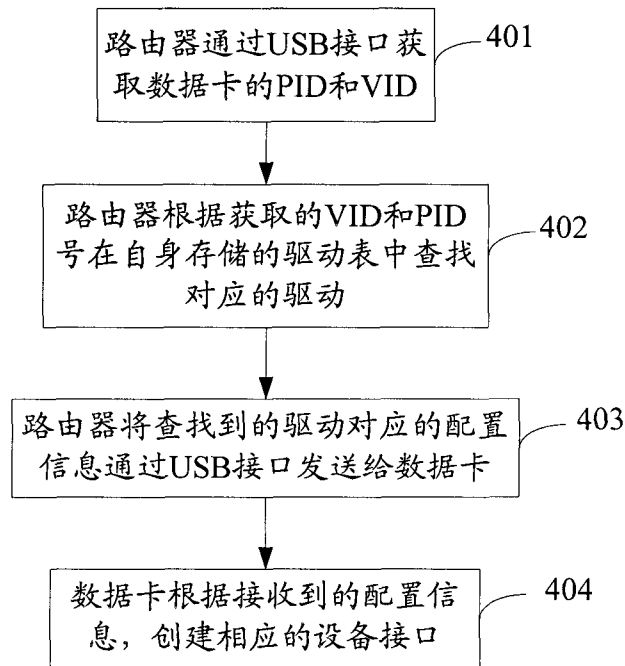 路由器通过USB接口获
取数据卡的PID和VID
401
路由器根据获取的VID和PID
号在自身存储的驱动表中查找
对应的驱动
402
路由器将查找到的驱动对应的配置
信息通过USB接口发送给数据卡
403
数据卡根据接收到的配置信
息，创建相应的设备接口
404